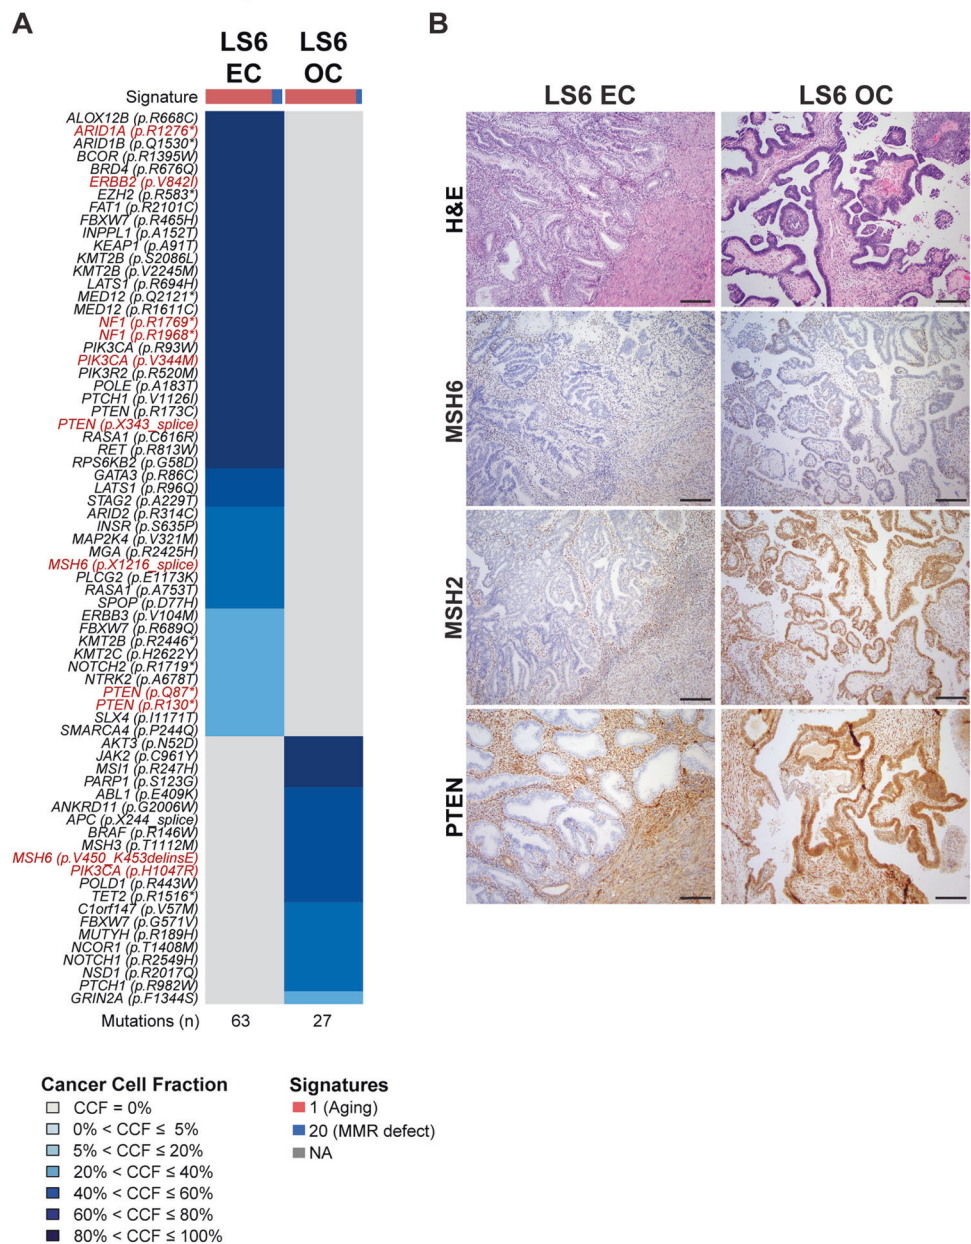 A
LS6
EC
LS6
OC
Signature
ALOX12B (p.R668C)
ARID1A (p.R1276*)
ARID1B (p.Q1530*)
BCOR (p.R1395W)
BRD4 (p.R676Q)
ERBB2 (p.V842I)
EZH2 (p.R583*)
FAT1 (p.R2101C)
FBXW7 (p.R465H)
INPPL1 (p.A152T)
KEAP1 (p.A91T)
KMT2B (p.S2086L)
KMT2B (p.V2245M)
LATS1 (p.R694H)
MED12 (p.Q2121*)
MED12 (p.R1611C)
NF1 (p.R1769*)
NF1 (p.R1968*)
PIK3CA (p.R93W)
PIK3CA (p.V344M)
PIK3R2 (p.R520M)
POLE (p.A183T)
PTCH1 (p.V1126I)
PTEN (p.R173C)
PTEN (p.X343_splice)
RASA1 (p.C616R)
RET (p.R813W)
RPS6KB2 (p.G58D)
GATA3 (p.R86C)
LATS1 (p.R96Q)
STAG2 (p.A229T)
ARID2 (p.R314C)
INSR (p.S635P)
MAP2K4 (p.V321M)
MGA (p.R2425H)
MSH6 (p.X1216_splice)
PLCG2 (p.E1173K)
RASA1 (p.A753T)
SPOP (p.D77H)
ERBB3 (p.V104M)
FBXW7 (p.R689Q)
KMT2B (p.R2446*)
KMT2C (p.H2622Y)
NOTCH2 (p.R1719*)
NTRK2 (p.A678T)
PTEN (p.Q87*)
PTEN (p.R130*)
SLX4 (p.I1171T)
SMARCA4 (p.P244Q)
AKT3 (p.N52D)
JAK2 (p.C961Y)
MSI1 (p.R247H)
PARP1 (p.S123G)
ABL1 (p.E409K)
ANKRD11 (p.G2006W)
APC (p.X244_splice)
BRAF (p.R146W)
MSH3 (p.T1112M)
MSH6 (p.V450_K453delinsE)
PIK3CA (p.H1047R)
POLD1 (p.R443W)
TET2 (p.R1516*)
C1orf147 (p.V57M)
FBXW7 (p.G571V)
MUTYH (p.R189H)
NCOR1 (p.T1408M)
NOTCH1 (p.R2549H)
NSD1 (p.R2017Q)
PTCH1 (p.R982W)
GRIN2A (p.F1344S)
Mutations (n) 63 27
Cancer Cell Fraction
CCF = 0%
0% < CCF ≤ 5%
5% < CCF ≤ 20%
20% < CCF ≤ 40%
40% < CCF ≤ 60%
60% < CCF ≤ 80%
80% < CCF ≤ 100%
Signatures
1 (Aging)
20 (MMR defect)
NA
B
LS6 EC LS6 OC
H&E
MSH6
MSH2
PTEN